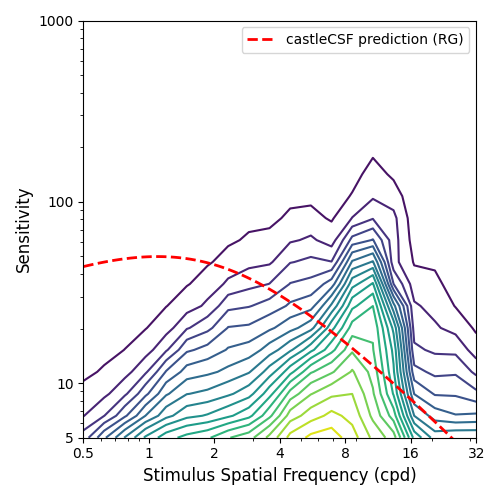 1000
castleCSF prediction (RG)
100
10
5
Sensitivity
0.5 1 2 4 8 16 32
Stimulus Spatial Frequency (cpd)